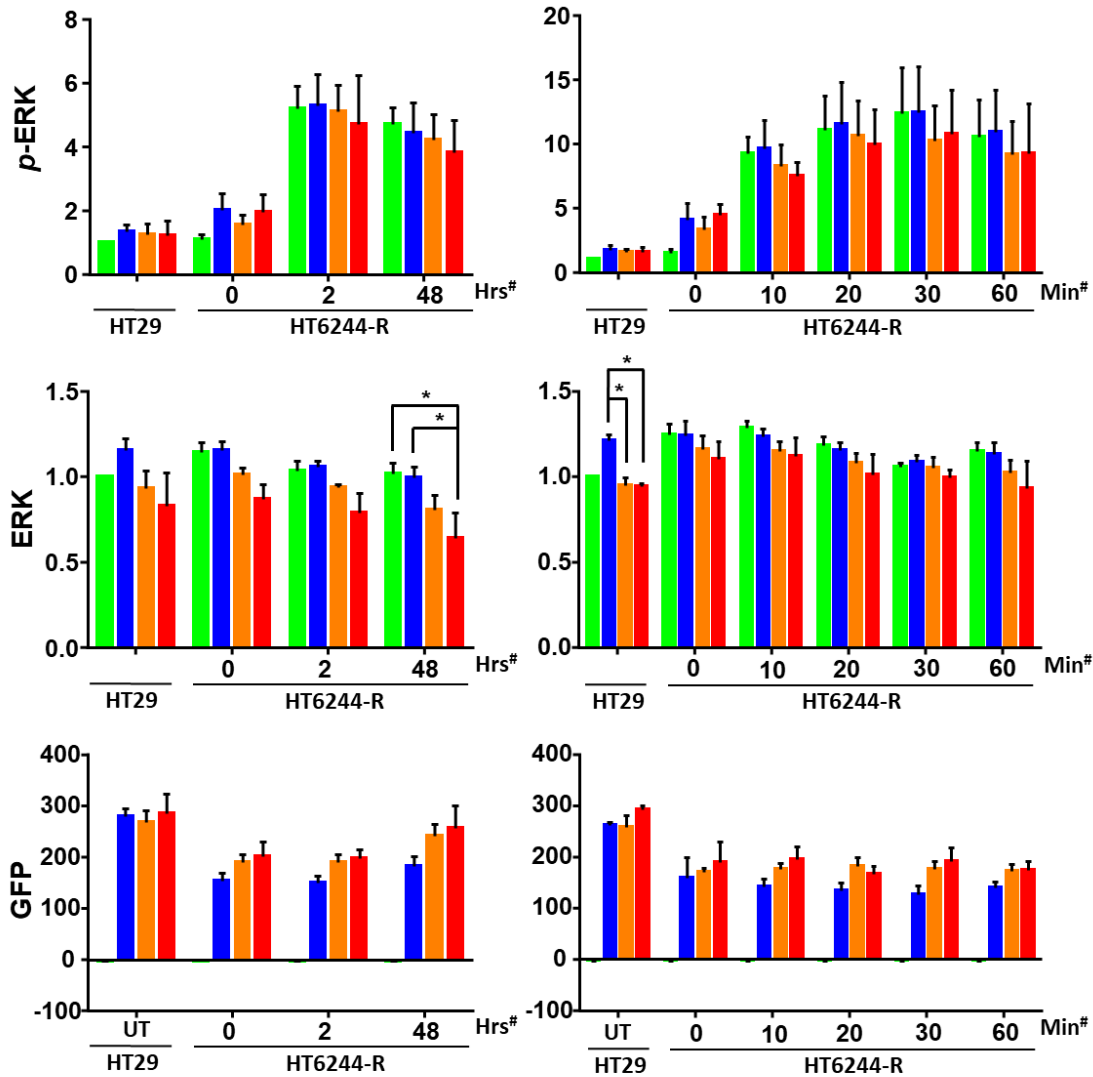 p-ERK
8
6
4
2
0
0 2 48 Hrs#
HT29 HT6244-R
20
15
10
5
0
0 10 20 30 60 Min#
HT29 HT6244-R
ERK
1.5
1.0
0.5
0.0
* 
*
0 2 48 Hrs#
HT29 HT6244-R
1.5
1.0
0.5
0.0
*
*
0 10 20 30 60 Min#
HT29 HT6244-R
GFP
400
300
200
100
0
-100
UT 0 2 48 Hrs#
HT29 HT6244-R
400
300
200
100
0
-100
UT 0 10 20 30 60 Min#
HT29 HT6244-R